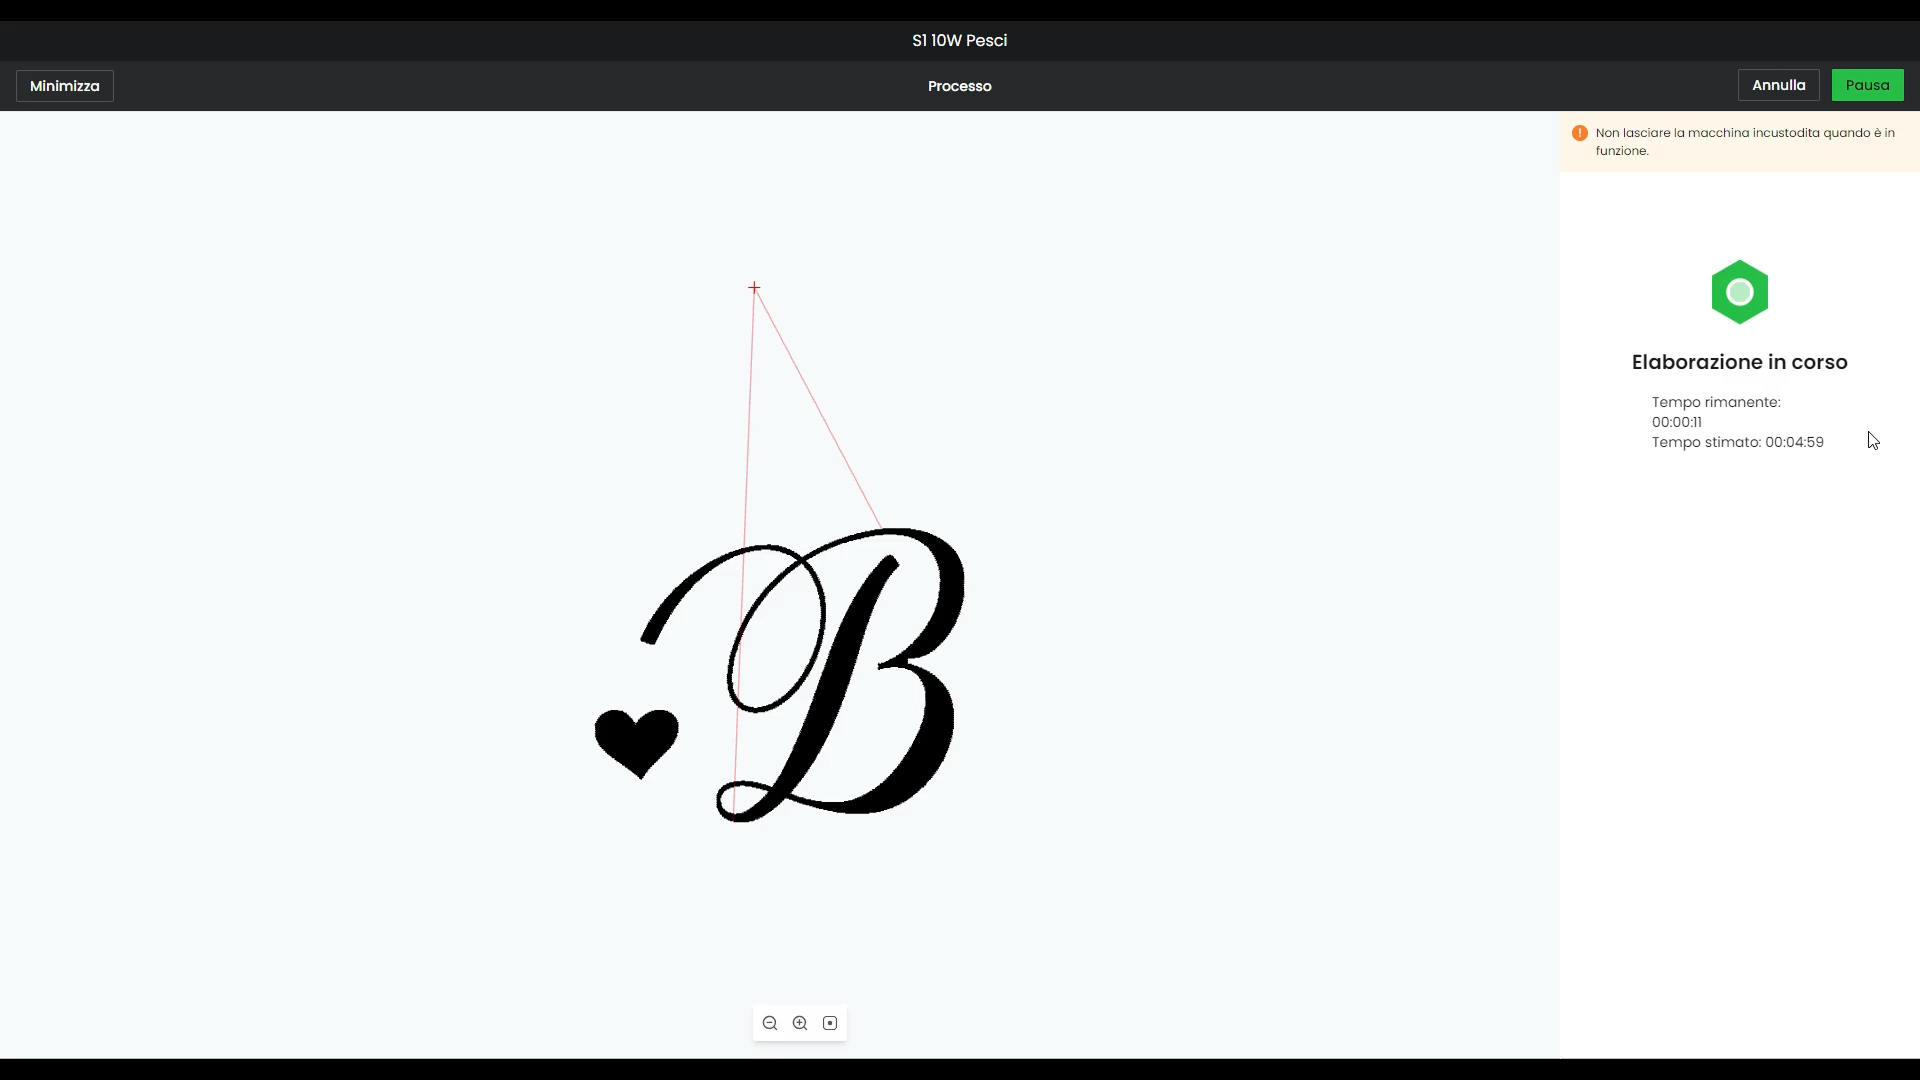 S1 10W Pesci
Minimizza
Processo
Annulla
Pausa
Non lasciare la macchina incustodita quando è in
funzione.
Elaborazione in corso
Tempo rimanente:
00:00:11
Tempo stimato: 00:04:59
B